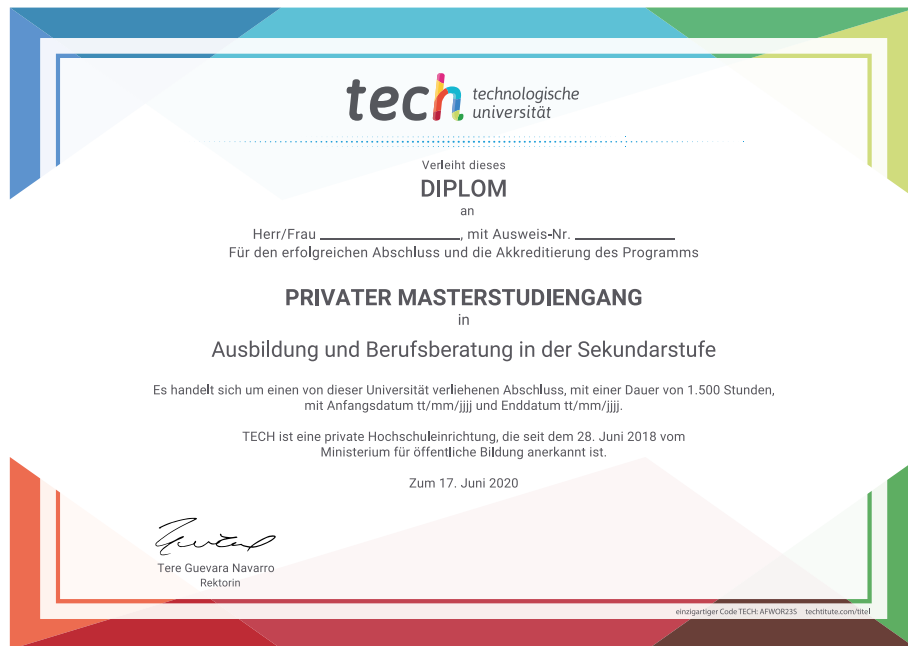 tech technologische
universität
Verleiht dieses
DIPLOM
an
Herr/Frau ____________________, mit Ausweis-Nr. ______________
Für den erfolgreichen Abschluss und die Akkreditierung des Programms
PRIVATER MASTERSTUDIENGANG
in
Ausbildung und Berufsberatung in der Sekundarstufe
Es handelt sich um einen von dieser Universität verliehenen Abschluss, mit einer Dauer von 1.500 Stunden,
mit Anfangsdatum tt/mm/jjjj und Enddatum tt/mm/jjjj.
TECH ist eine private Hochschuleinrichtung, die seit dem 28. Juni 2018 vom
Ministerium für öffentliche Bildung anerkannt ist.
Zum 17. Juni 2020
Tere Guevara Navarro
Rektorin
einzigartiger Code TECH: AFWOR23S techtitute.com/titel